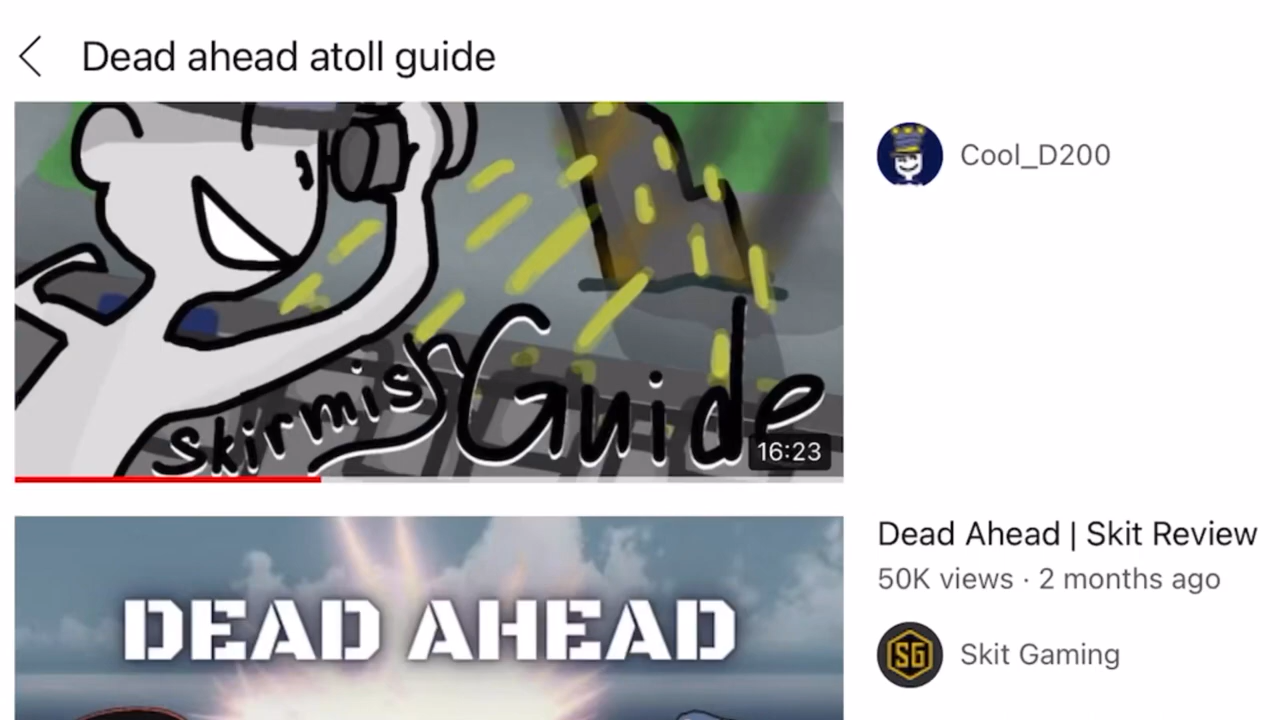 Dead ahead atoll guide
Skirmish Guide
16:23
Cool_D200
DEAD AHEAD
Dead Ahead | Skit Review
50K views · 2 months ago
SG
Skit Gaming